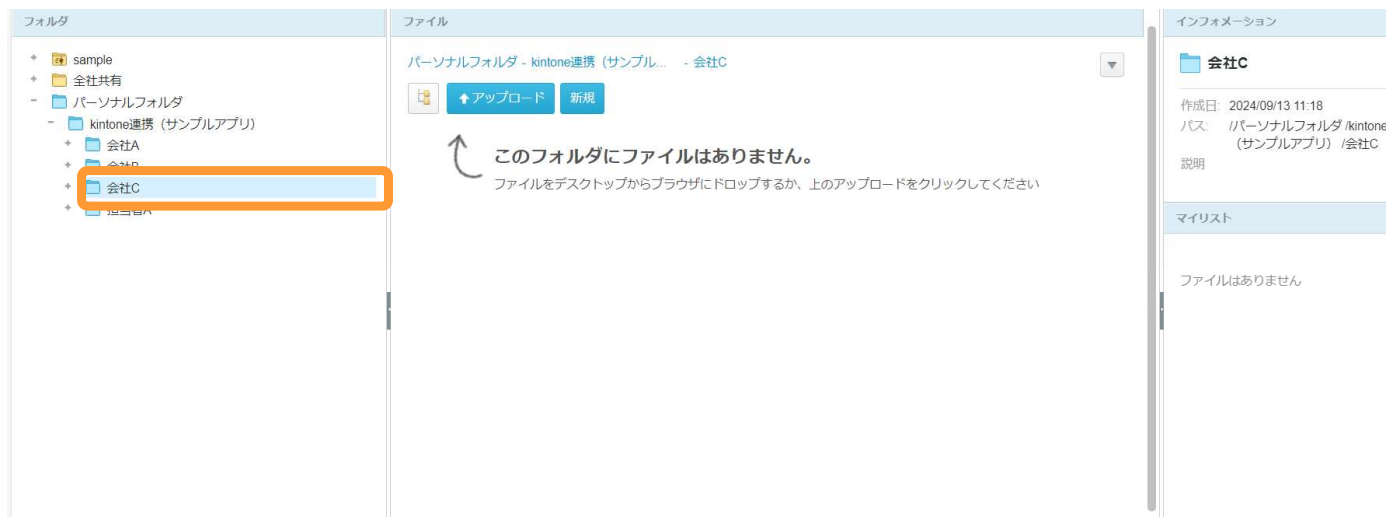 フォルダ
sample
全社共有
パーソナルフォルダ
kintone連携（サンプルアプリ）
会社A
会社B
会社C
担当者A
ファイル
パーソナルフォルダ - kintone連携（サンプル... - 会社C
アップロード 新規
このフォルダにファイルはありません。
ファイルをデスクトップからブラウザにドロップするか、上のアップロードをクリックしてください
インフォメーション
会社C
作成日: 2024/09/13 11:18
パス: /パーソナルフォルダ /kintone
（サンプルアプリ） /会社C
説明
マイリスト
ファイルはありません